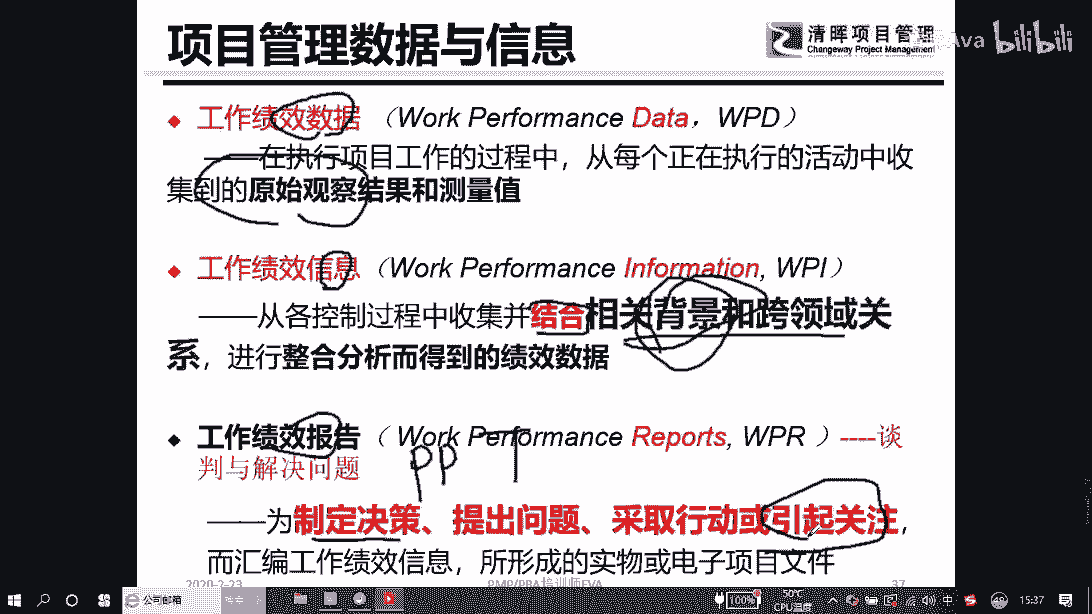 项目管理数据与信息
清晖项目管理
Changeway Project Management
Ava bilibili
工作绩效数据（Work Performance Data，WPD）
——在执行项目工作的过程中，从每个正在执行的活动中收
集到的原始观察结果和测量值
工作绩效信息（Work Performance Information, WPI）
——从各控制过程中收集并结合相关背景和跨领域关
系，进行整合分析而得到的绩效数据
工作绩效报告（Work Performance Reports, WPR ）----谈
判与解决问题
PPT
——为制定决策、提出问题、采取行动或引起关注，
而汇编工作绩效信息，所形成的实物或电子项目文件
2020-2-23
PMP/PBA培训师EVA
37
公司邮箱
100%
50℃
CPU温度
中
15:37